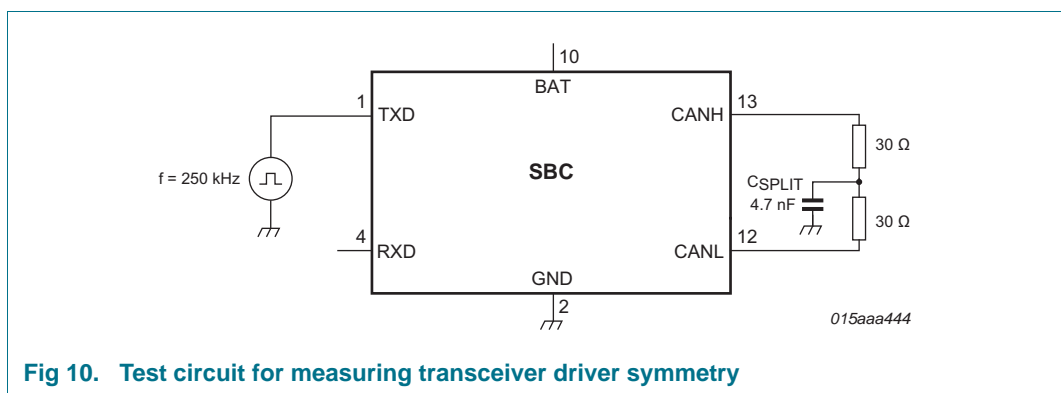 10
BAT
1
TXD
CANH
13
30 Ω
f = 250 kHz
SBC
CSPLIT
4.7 nF
30 Ω
4
RXD
CANL
12
GND
2
015aaa444
Fig 10. Test circuit for measuring transceiver driver symmetry